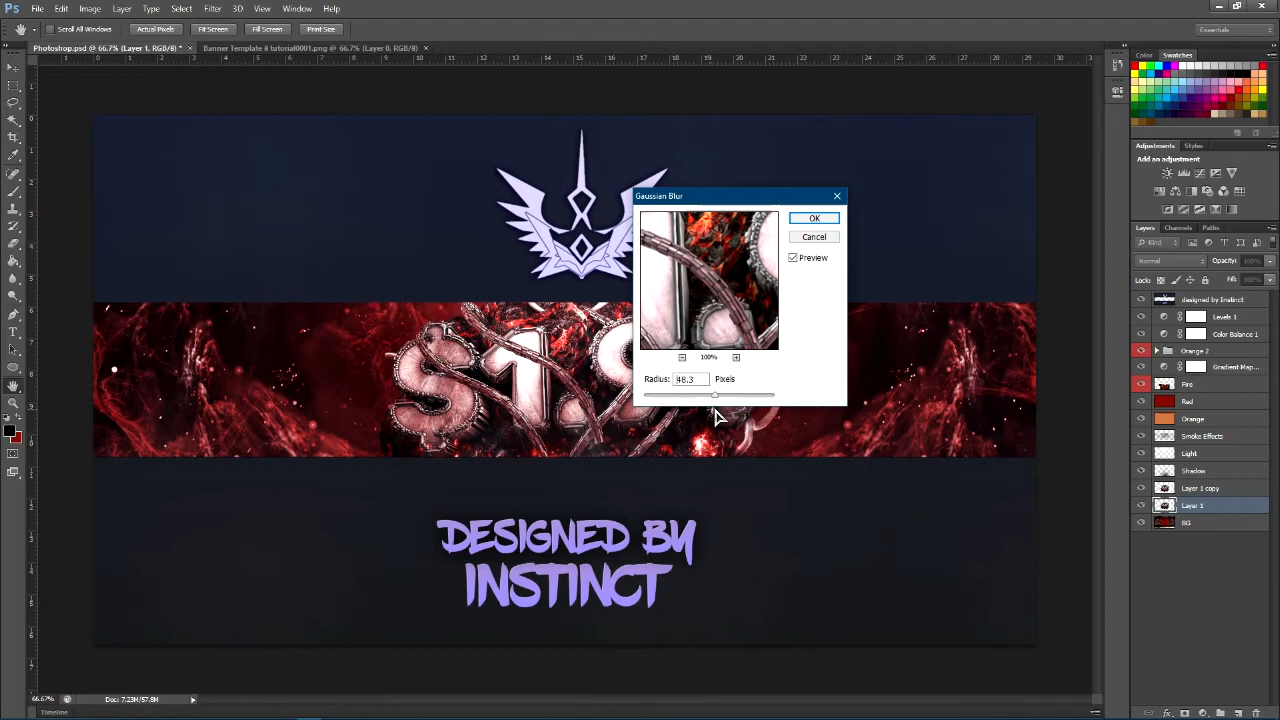 Ps File Edit Image Layer Type Select Filter 3D View Window Help
Scroll All Windows Actual Pixels Fit Screen Fill Screen Print Size Essentials
Photoshop.psd @ 66.7% (Layer 1, RGB/8) * × Banner Template 8 tutorial0001.png @ 66.7% (Layer 0, RGB/8) ×
Color Swatches
Adjustments Styles
Add an adjustment
Layers Channels Paths
Kind
Normal Opacity: 100%
Lock: Fill: 100%
designed by Instinct
Levels 1
Color Balance 1
Orange 2
Gradient Map...
Fire
Red
Orange
Smoke Effects
Light
Shadow
Layer 1 copy
Layer 1
BG
Gaussian Blur
OK
Cancel
Preview
100%
Radius: 48.3 Pixels
DESIGNED BY
INSTINCT
66.67% Doc: 7.23M/57.8M
Timeline